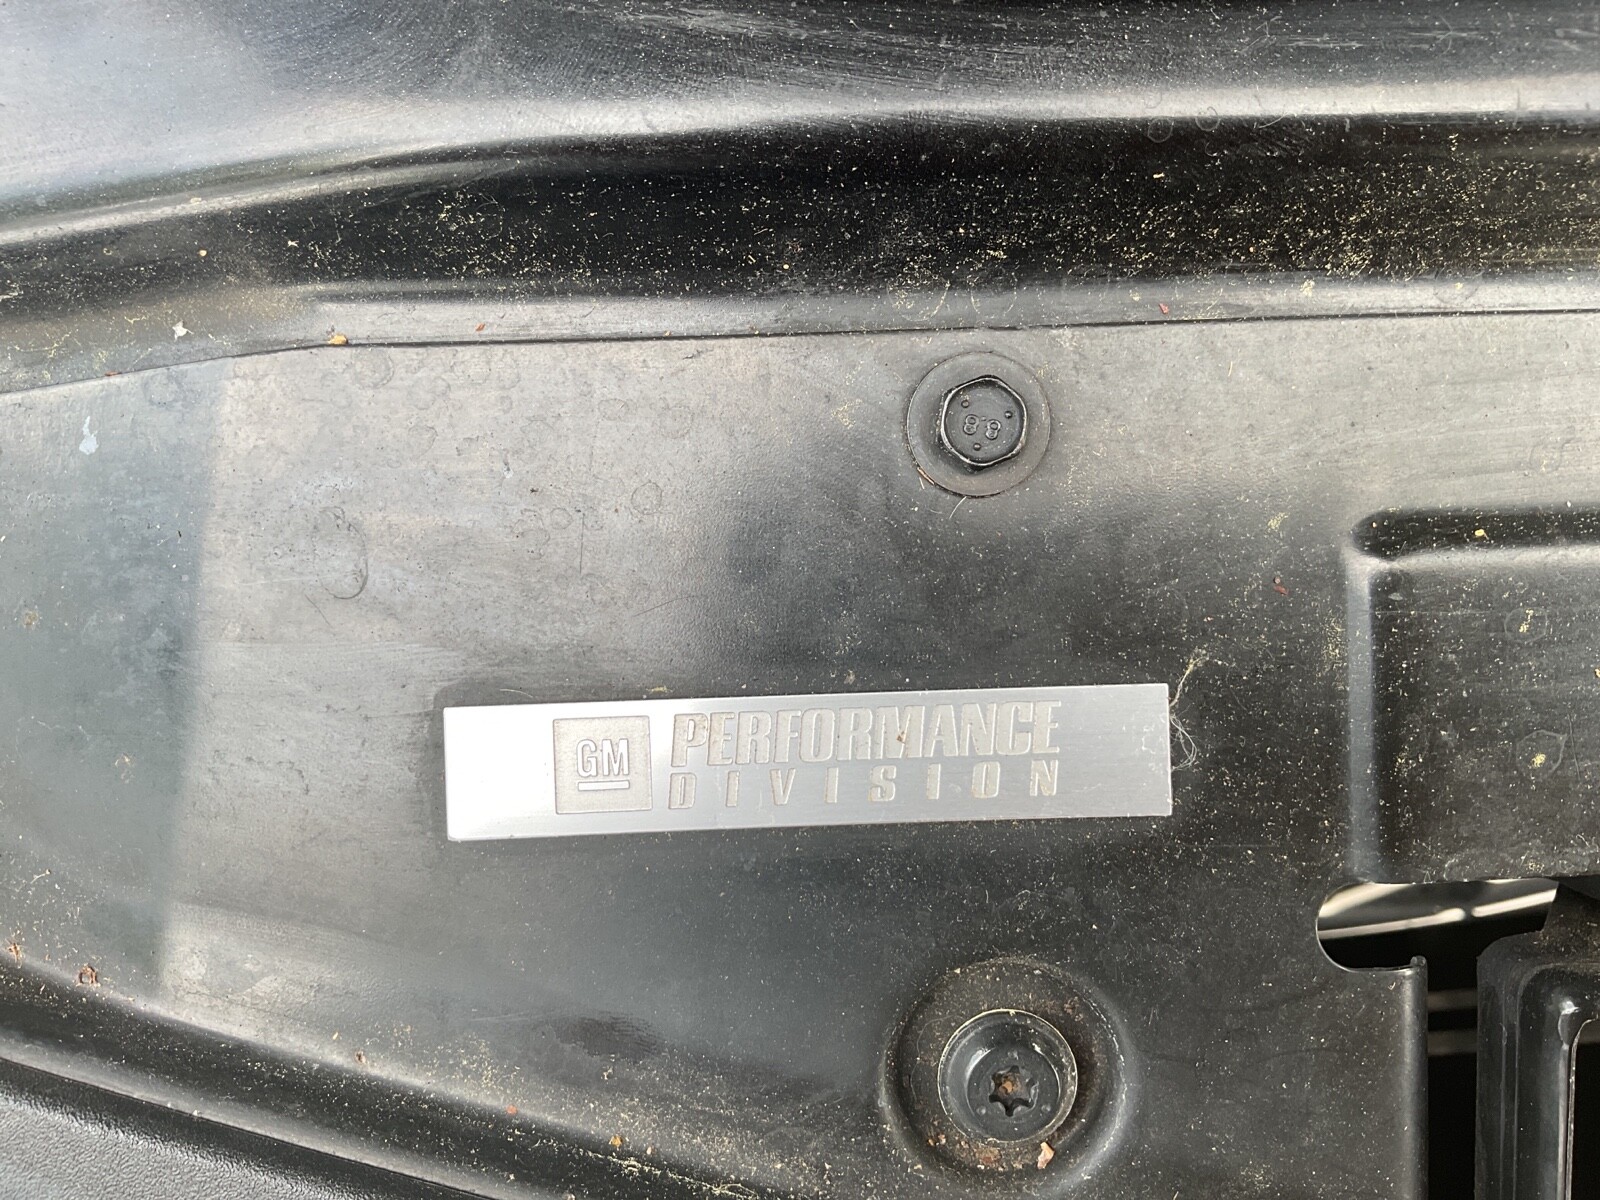 8 8
GM PERFORMANCE
DIVISION